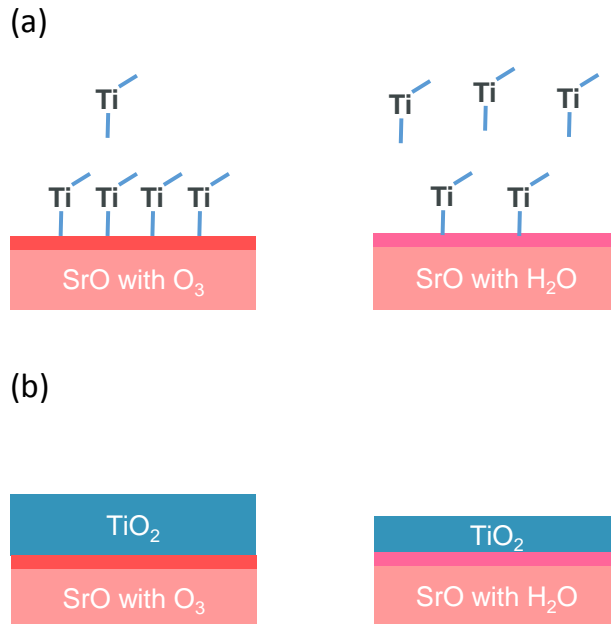 (a)
Ti
Ti Ti Ti
Ti Ti Ti Ti
Ti Ti
SrO with O₃
SrO with H₂O
(b)
TiO₂
TiO₂
SrO with O₃
SrO with H₂O